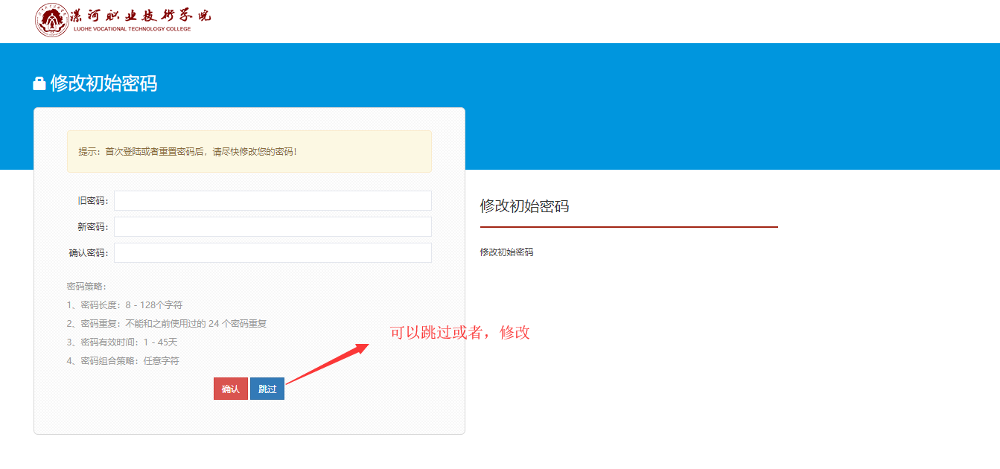 漯河职业技術学院
LUOHE VOCATIONAL TECHNOLOGY COLLEGE
修改初始密码
提示：首次登陆或者重置密码后，请尽快修改您的密码！
旧密码：
新密码：
确认密码：
密码策略：
1、密码长度：8 - 128个字符
2、密码重复：不能和之前使用过的 24 个密码重复
3、密码有效时间：1 - 45天
4、密码组合策略：任意字符
确认 跳过
可以跳过或者，修改
修改初始密码
修改初始密码